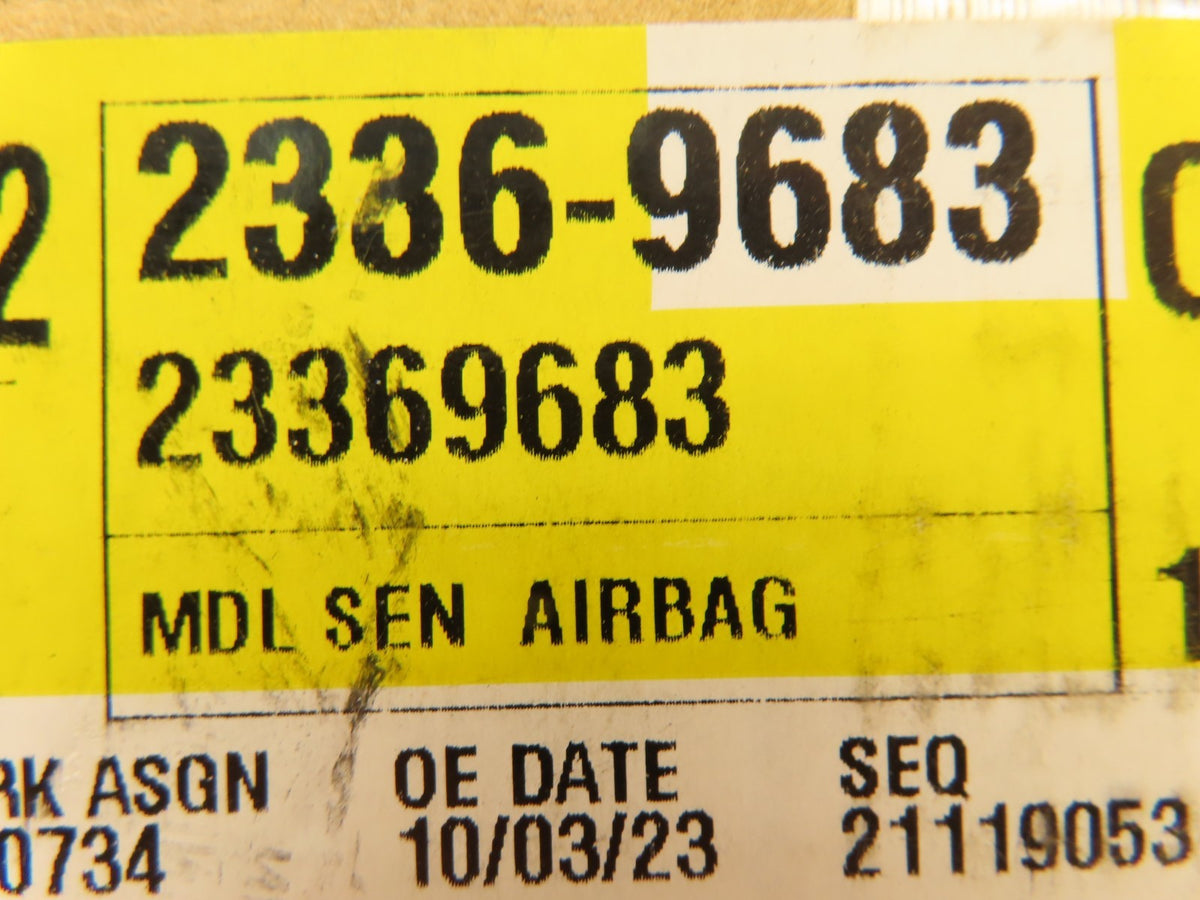 2336-9683
23369683
MDL SEN AIRBAG
RK ASGN OE DATE SEQ
0734 10/03/23 21119053